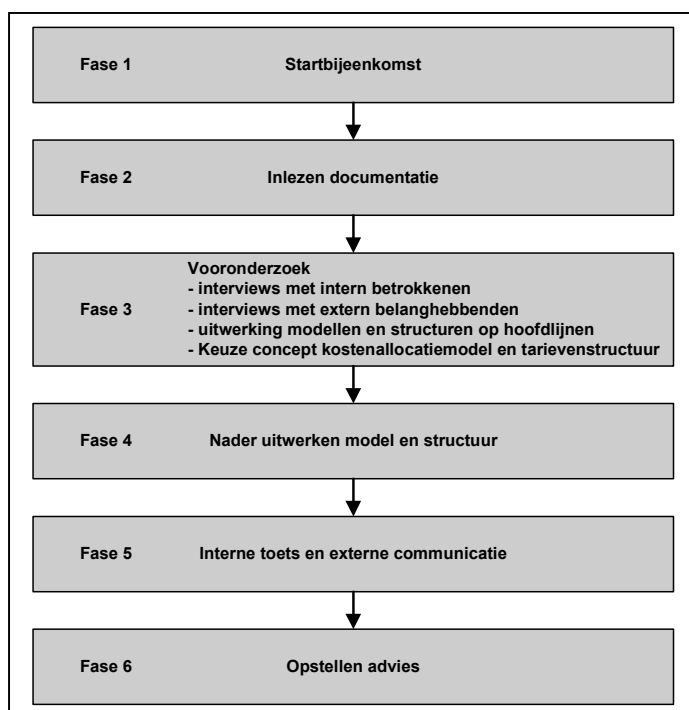 Fase 1 Startbijeenkomst
Fase 2 Inlezen documentatie
Vooronderzoek
- interviews met intern betrokkenen
- interviews met extern belanghebbenden
Fase 3 - uitwerking modellen en structuren op hoofdlijnen
- Keuze concept kostenallocatiemodel en tarievenstructuur
Fase 4 Nader uitwerken model en structuur
Fase 5 Interne toets en externe communicatie
Fase 6 Opstellen advies